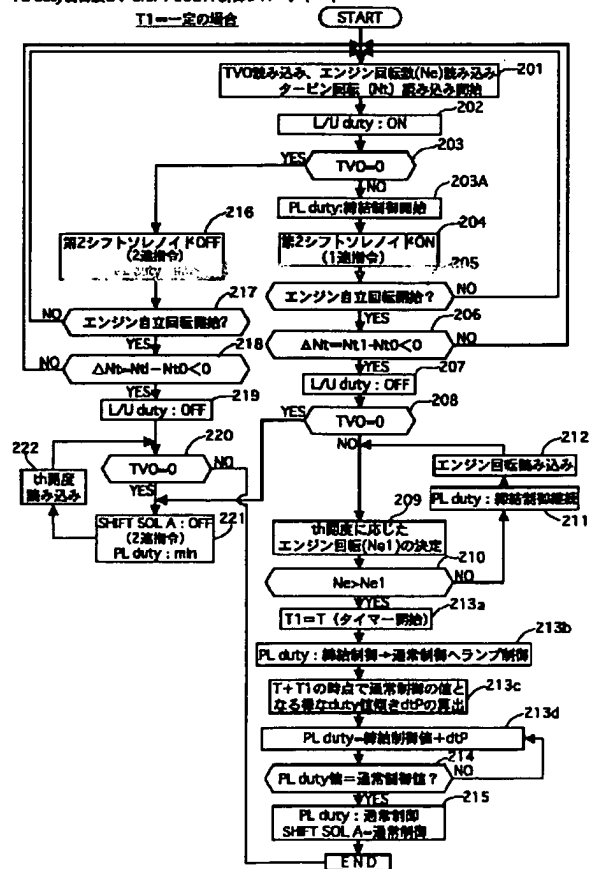 T1=一定の場合
START
TVO読み込み、エンジン回転数(Ne)読み込み
タービン回転（Nt）読み込み開始
201
L/U duty : ON
202
TVO=0
203
YES
NO
PL duty:締結制御開始
203A
第2シフトソレノイドON
(1速指令)
204
205
エンジン自立回転開始？
NO
YES
ΔNt=Nt1-Nt0<0
206
NO
YES
L/U duty : OFF
207
TVO=0
208
YES
NO
第2シフトソレノイドOFF
(2速指令)
216
エンジン自立回転開始?
217
NO
YES
ΔNt=Nt1-Nt0<0
218
NO
YES
L/U duty : OFF
219
TVO=0
220
NO
YES
th開度
読み込み
222
SHIFT SOL A : OFF
(2速指令)
PL duty : min
221
エンジン回転読み込み
212
PL duty : 締結制御継続
211
th開度に応じた
エンジン回転(Ne1)の決定
209
Ne>Ne1
210
NO
YES
T1=T（タイマー開始）
213a
PL duty : 締結制御→通常制御へランプ制御
213b
T+T1の時点で通常制御の値と
なる様なduty値傾きdtPの算出
213c
PL duty=締結制御値+dtP
213d
PL duty値=通常制御値？
214
NO
YES
PL duty : 通常制御
SHIFT SOL A=通常制御
215
END